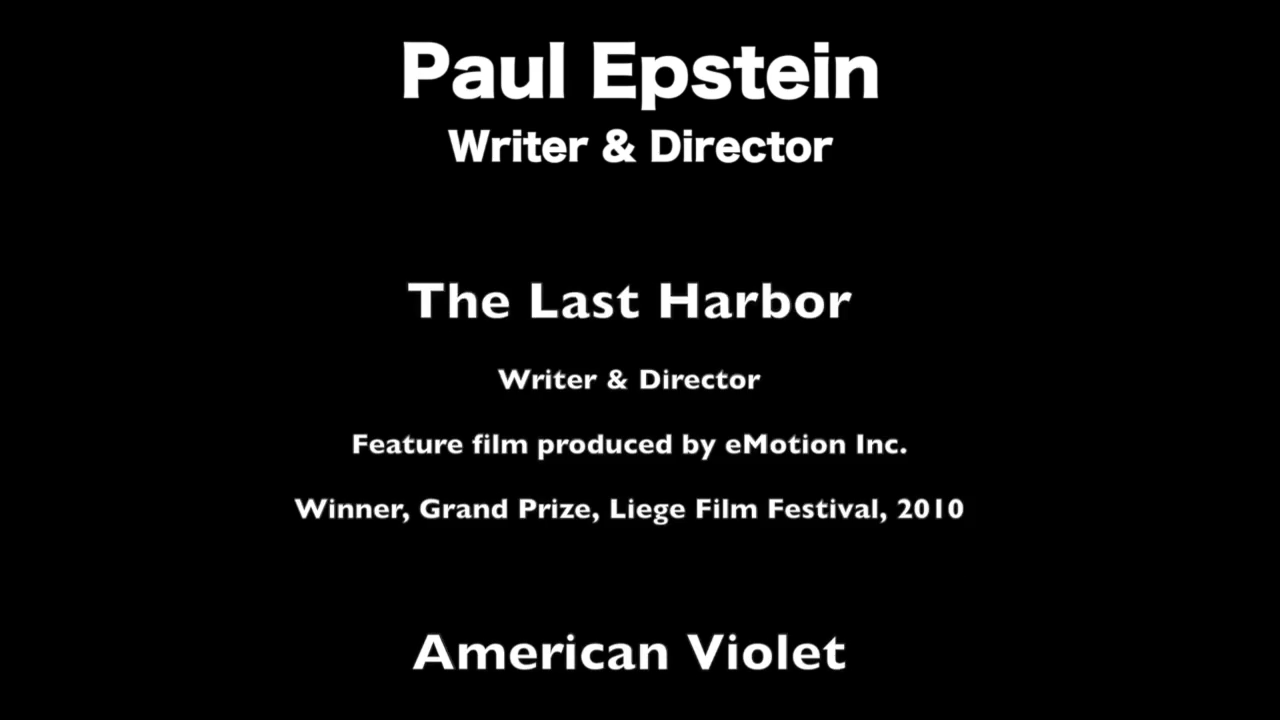 Paul Epstein
Writer & Director
The Last Harbor
Writer & Director
Feature film produced by eMotion Inc.
Winner, Grand Prize, Liege Film Festival, 2010
American Violet